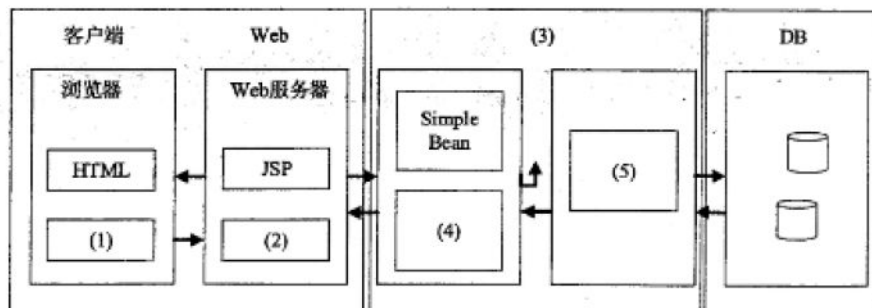 客户端 Web (3) DB
浏览器 Web服务器
Simple
Bean
HTML JSP (5)
(1) (2) (4)